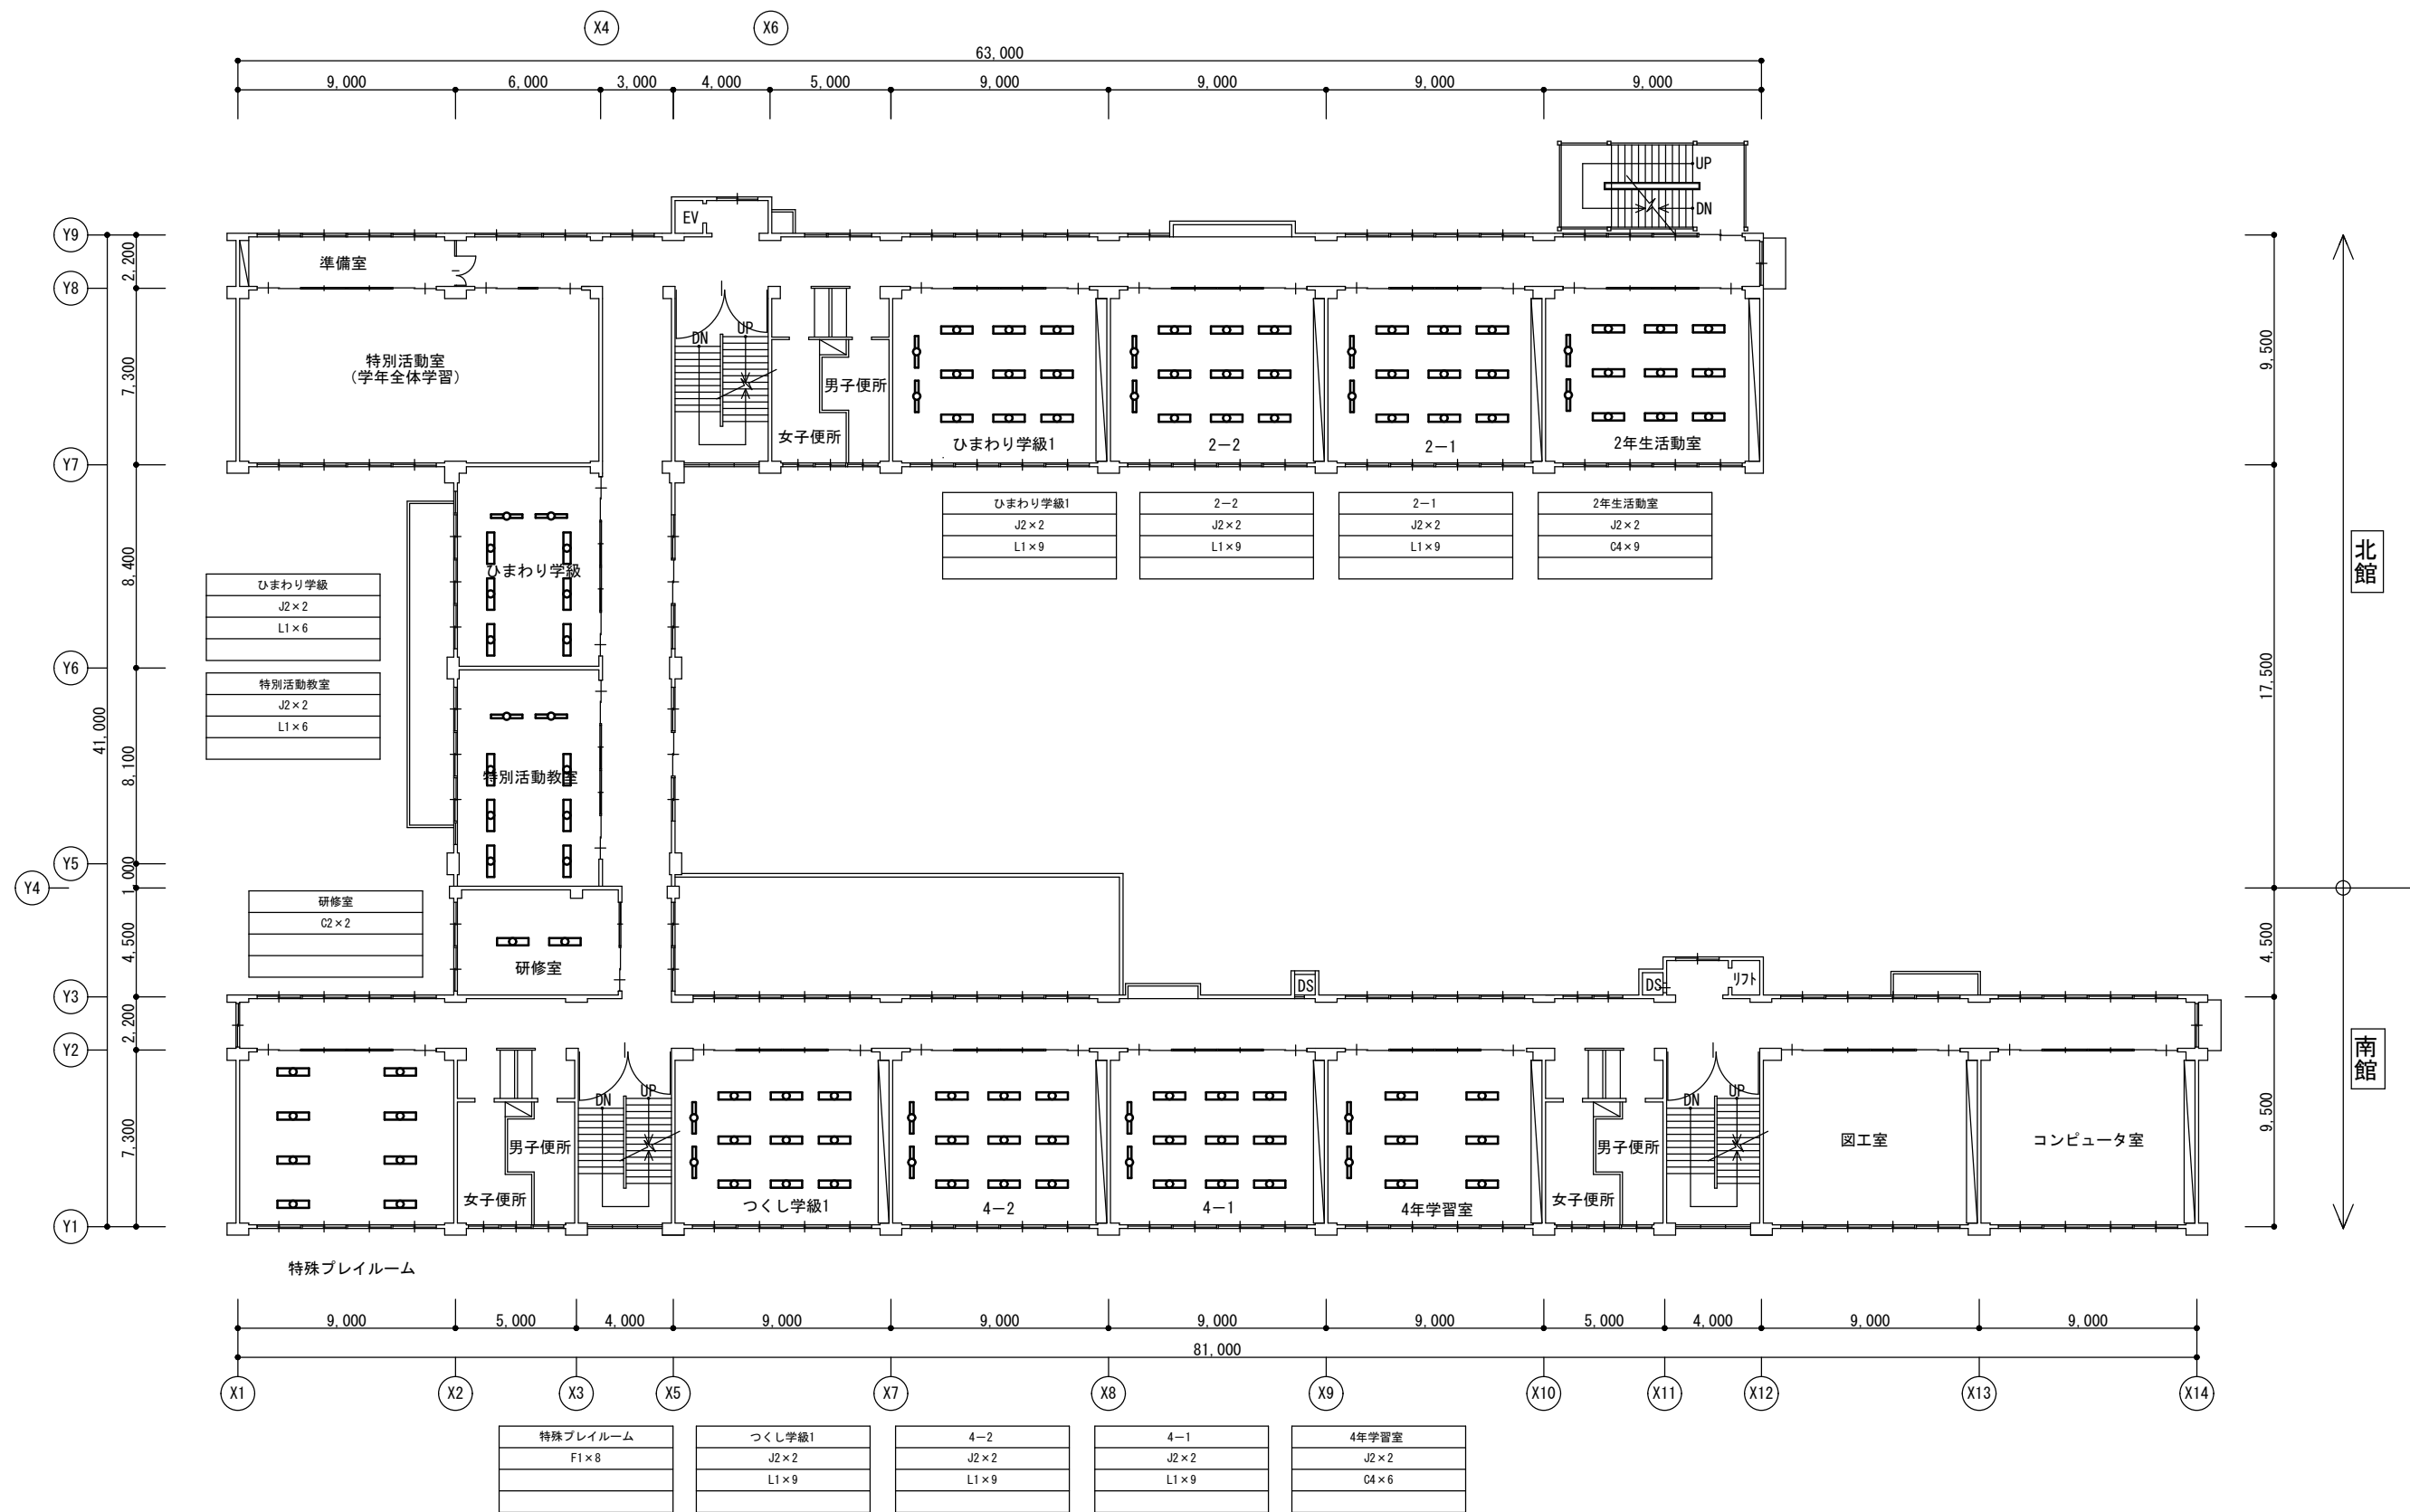 X4
X6
63,000
9,000
6,000
3,000
4,000
5,000
9,000
9,000
9,000
9,000
UP
DN
EV
Y9
2,200
準備室
Y8
7,300
特別活動室
(学年全体学習)
DN
UP
男子便所
女子便所
ひまわり学級1
2−2
2−1
2年生活動室
9,500
Y7
ひまわり学級1
J2×2
L1×9
2−2
J2×2
L1×9
2−1
J2×2
L1×9
2年生活動室
J2×2
C4×9
北館
8,400
ひまわり学級
ひまわり学級
J2×2
L1×6
Y6
特別活動教室
J2×2
L1×6
17,500
41,000
8,100
特別活動教室
Y5
1,000
Y4
研修室
C2×2
4,500
研修室
4,500
DS
DS
リフト
Y3
2,200
Y2
南館
7,300
DN
UP
男子便所
女子便所
つくし学級1
4−2
4−1
4年学習室
男子便所
女子便所
DN
UP
図工室
コンピュータ室
9,500
Y1
特殊プレイルーム
9,000
5,000
4,000
9,000
9,000
9,000
9,000
5,000
4,000
9,000
9,000
81,000
X1
X2
X3
X5
X7
X8
X9
X10
X11
X12
X13
X14
特殊プレイルーム
F1×8
つくし学級1
J2×2
L1×9
4−2
J2×2
L1×9
4−1
J2×2
L1×9
4年学習室
J2×2
C4×6